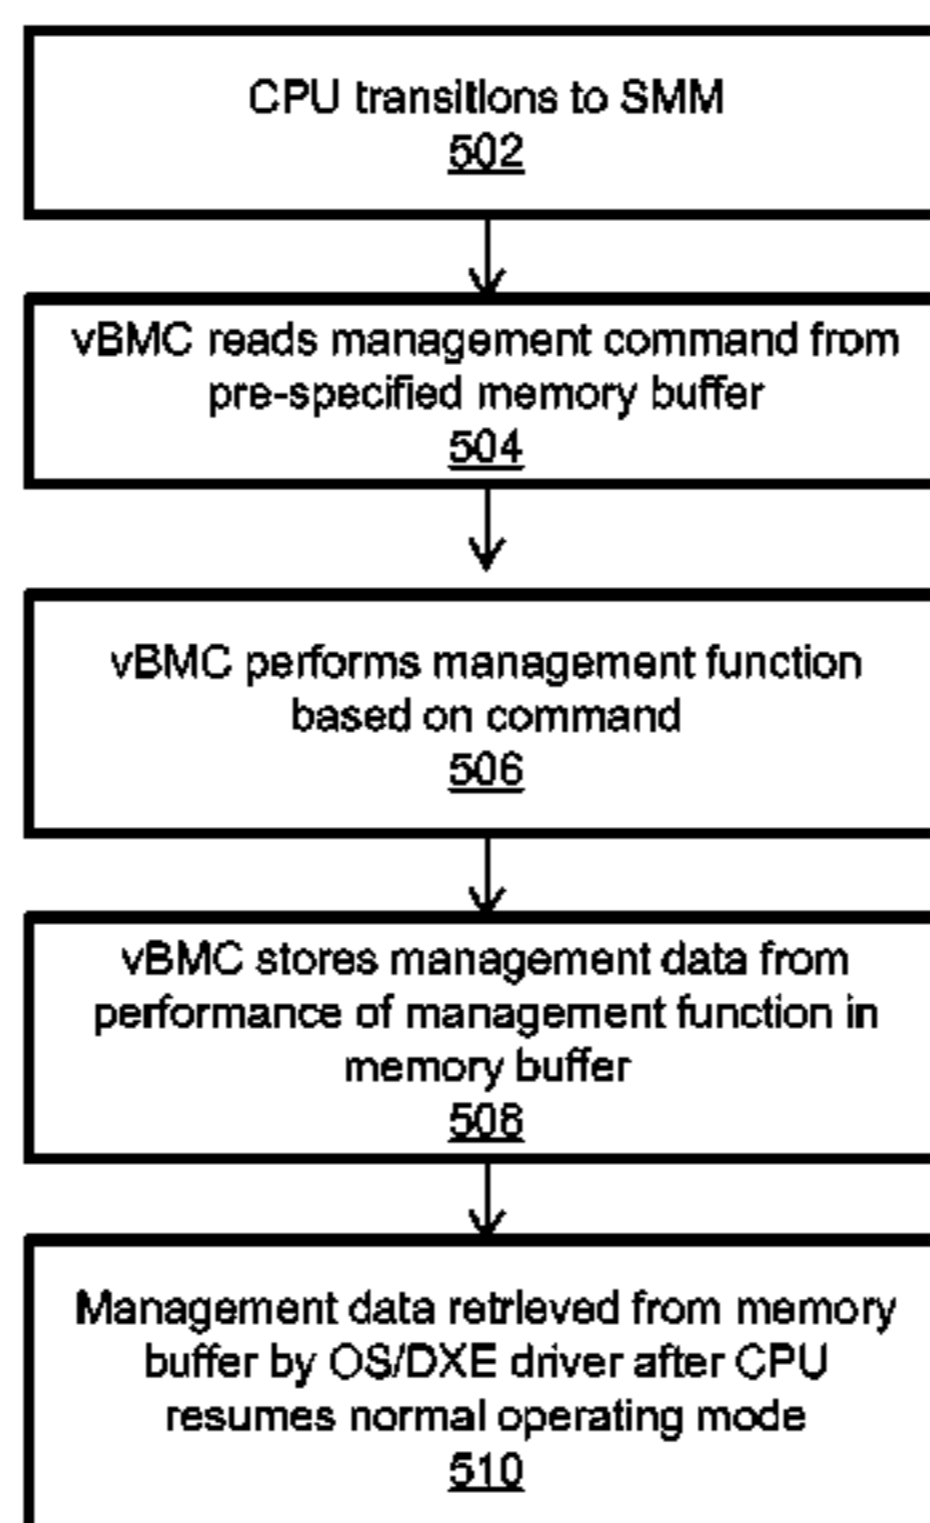 CPU transitions to SMM
502
vBMC reads management command from
pre-specified memory buffer
504
vBMC performs management function
based on command
506
vBMC stores management data from
performance of management function in
memory buffer
508
Management data retrieved from memory
buffer by OS/DXE driver after CPU
resumes normal operating mode
510